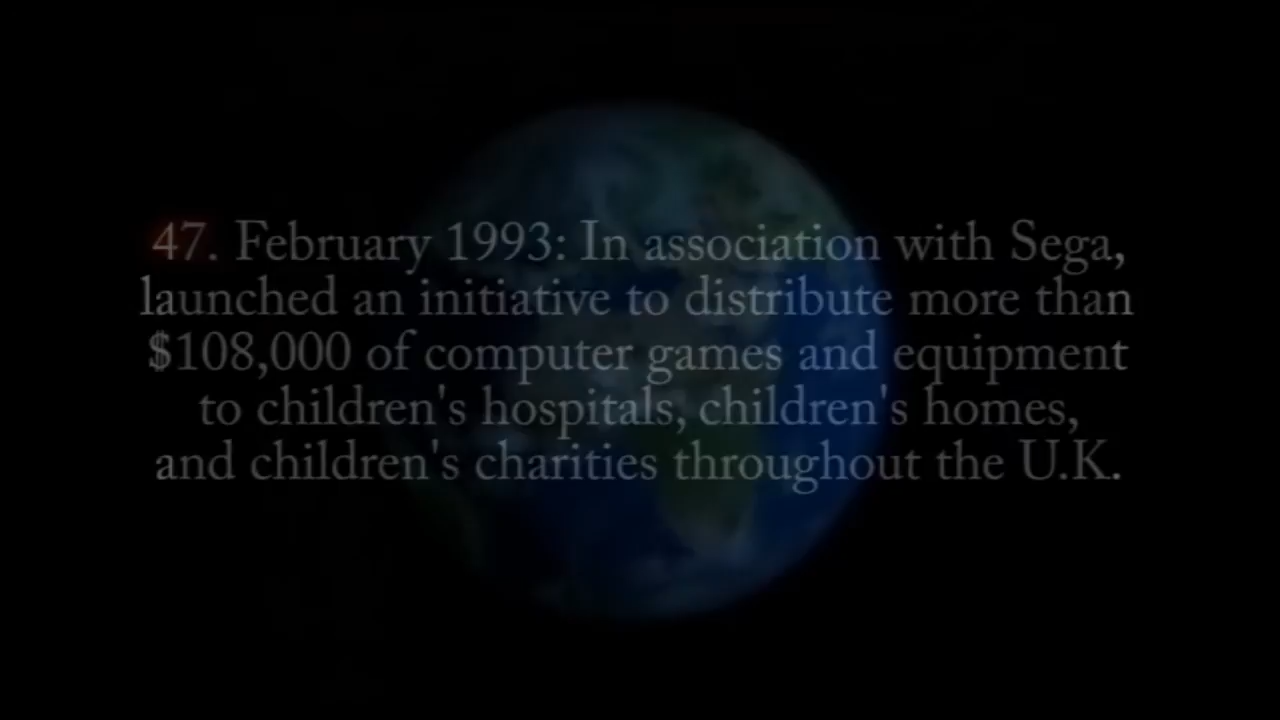 47. February 1993: In association with Sega,
launched an initiative to distribute more than
$108,000 of computer games and equipment
to children's hospitals, children's homes,
and children's charities throughout the U.K.